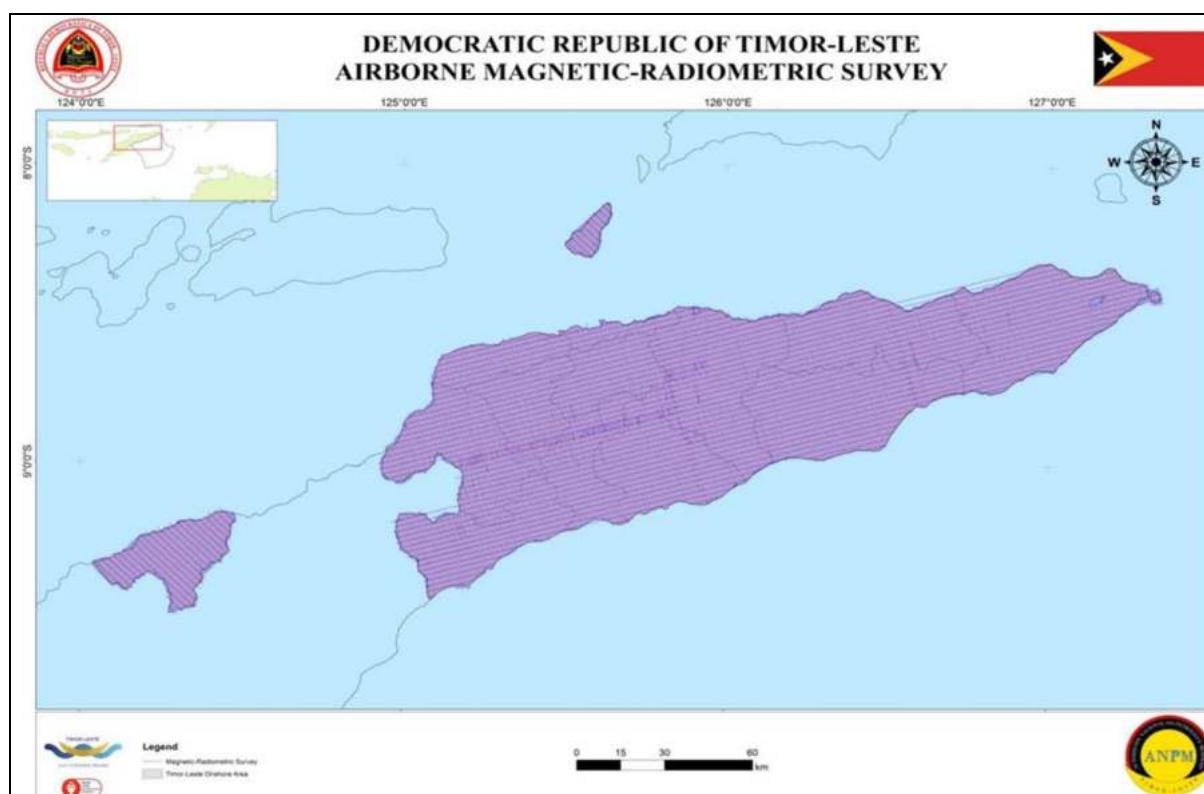 DEMOCRATIC REPUBLIC OF TIMOR-LESTE
AIRBORNE MAGNETIC-RADIOMETRIC SURVEY
124°0'0"E 125°0'0"E 126°0'0"E 127°0'0"E
8°0'0"S
9°0'0"S
N
W E
S
TIMOR-LESTE
Legend
Magnetic-Radiometric Survey
Timor-Leste Onshore Area
0 15 30 60
km
ANPM